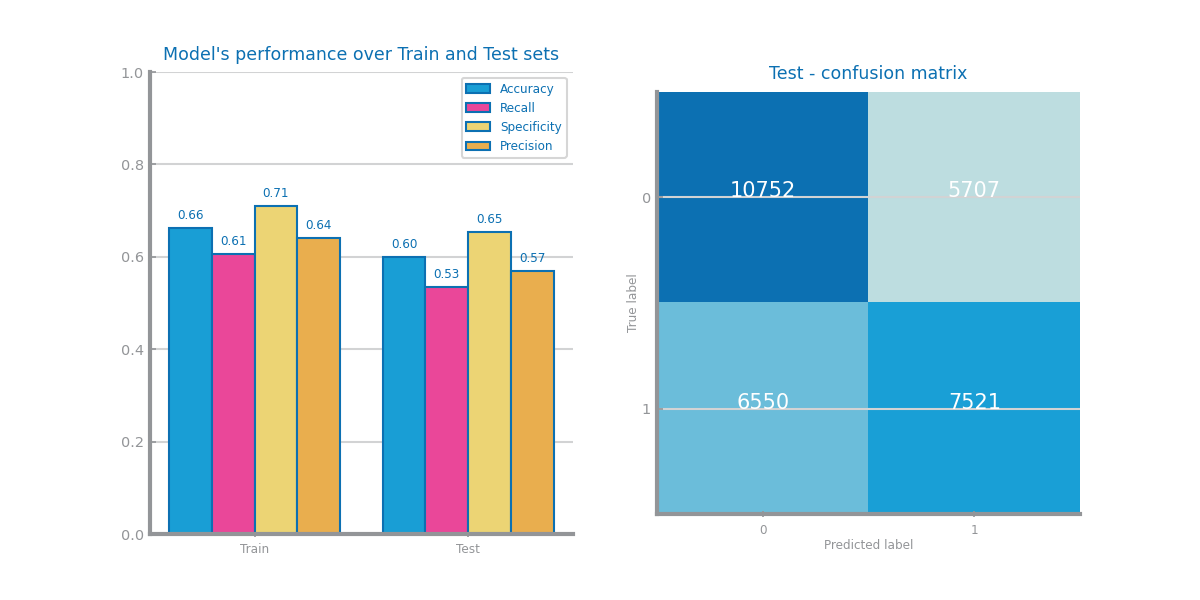 Model's performance over Train and Test sets
1.0
0.8
0.6
0.4
0.2
0.0
Accuracy
Recall
Specificity
Precision
0.66
0.61
0.71
0.64
0.60
0.53
0.65
0.57
Train
Test
Test - confusion matrix
True label
0
1
10752
5707
6550
7521
0
1
Predicted label